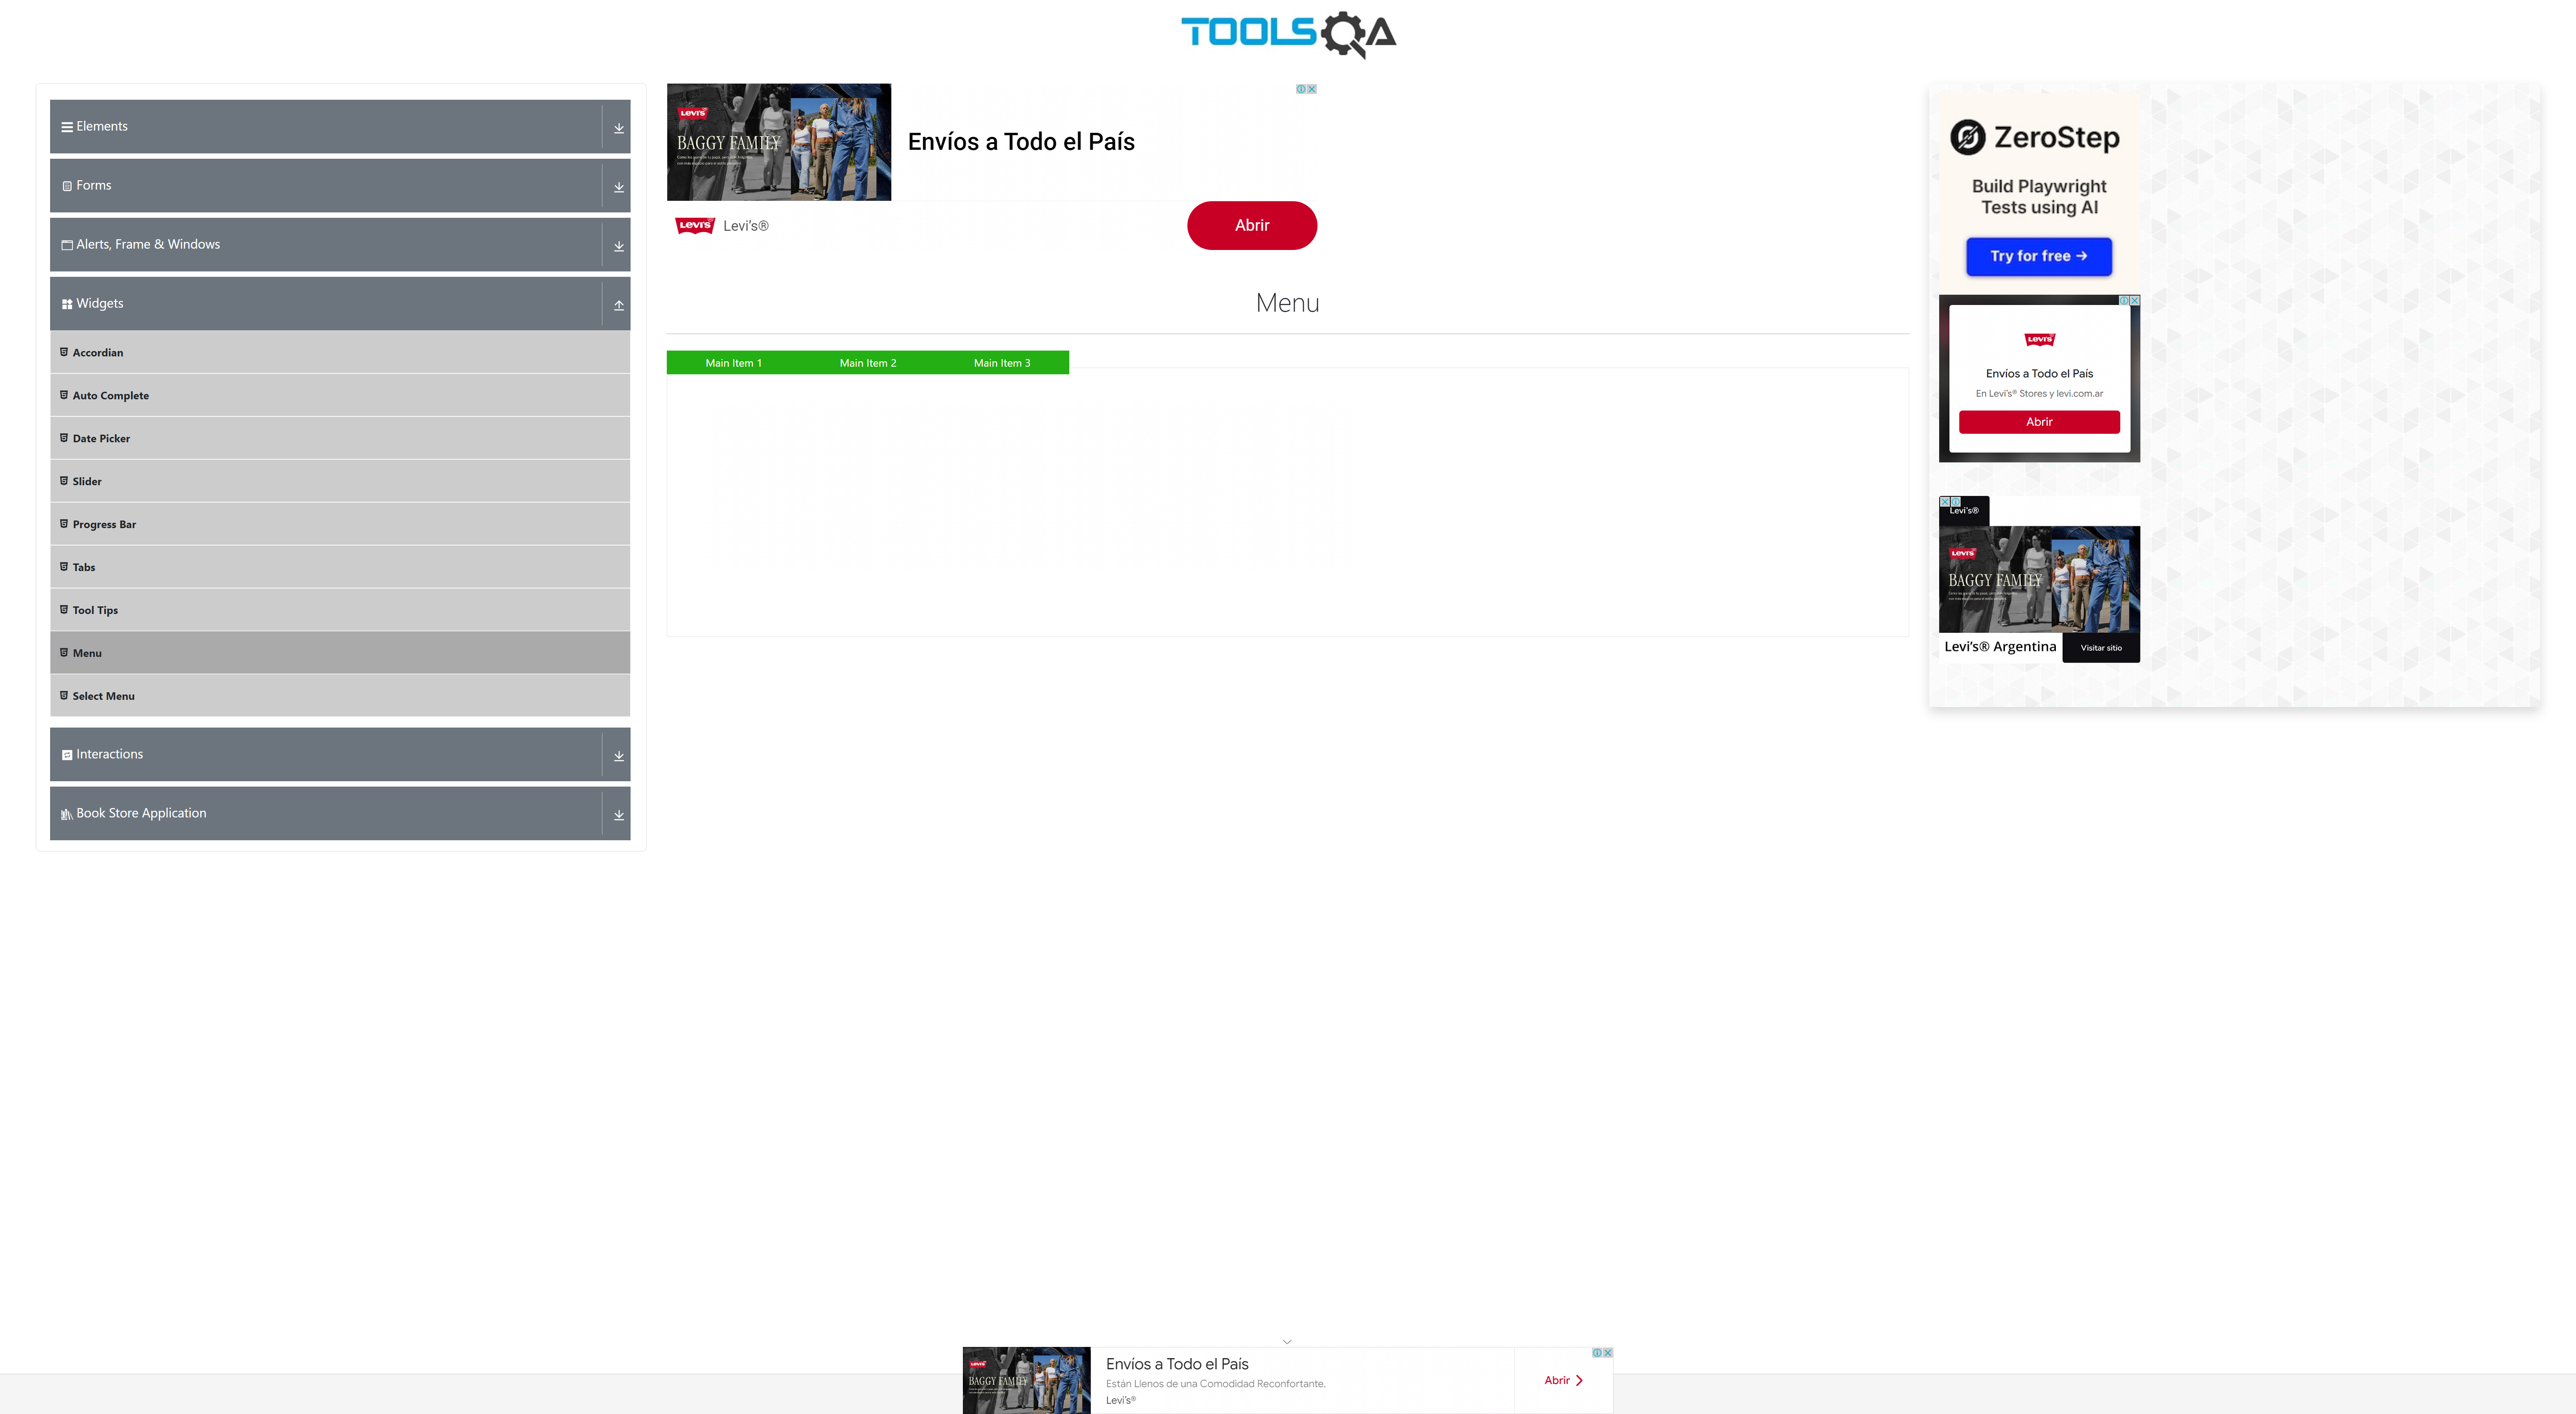 TOOLSQA
Elements
Forms
Alerts, Frame & Windows
Widgets
Accordian
Auto Complete
Date Picker
Slider
Progress Bar
Tabs
Tool Tips
Menu
Select Menu
Interactions
Book Store Application
LEVI'S
BAGGY FAMILY
Envíos a Todo el País
LEVI'S
Levi's®
Abrir
Menu
Main Item 1
Main Item 2
Main Item 3
ZeroStep
Build Playwright
Tests using AI
Try for free →
LEVI'S
Envíos a Todo el País
En Levi's® Stores y levi.com.ar
Abrir
Levi's®
LEVI'S
BAGGY FAMILY
Levi's® Argentina
Visitar sitio
LEVI'S
BAGGY FAMILY
Envíos a Todo el País
Están Llenos de una Comodidad Reconfortante.
Levi's®
Abrir